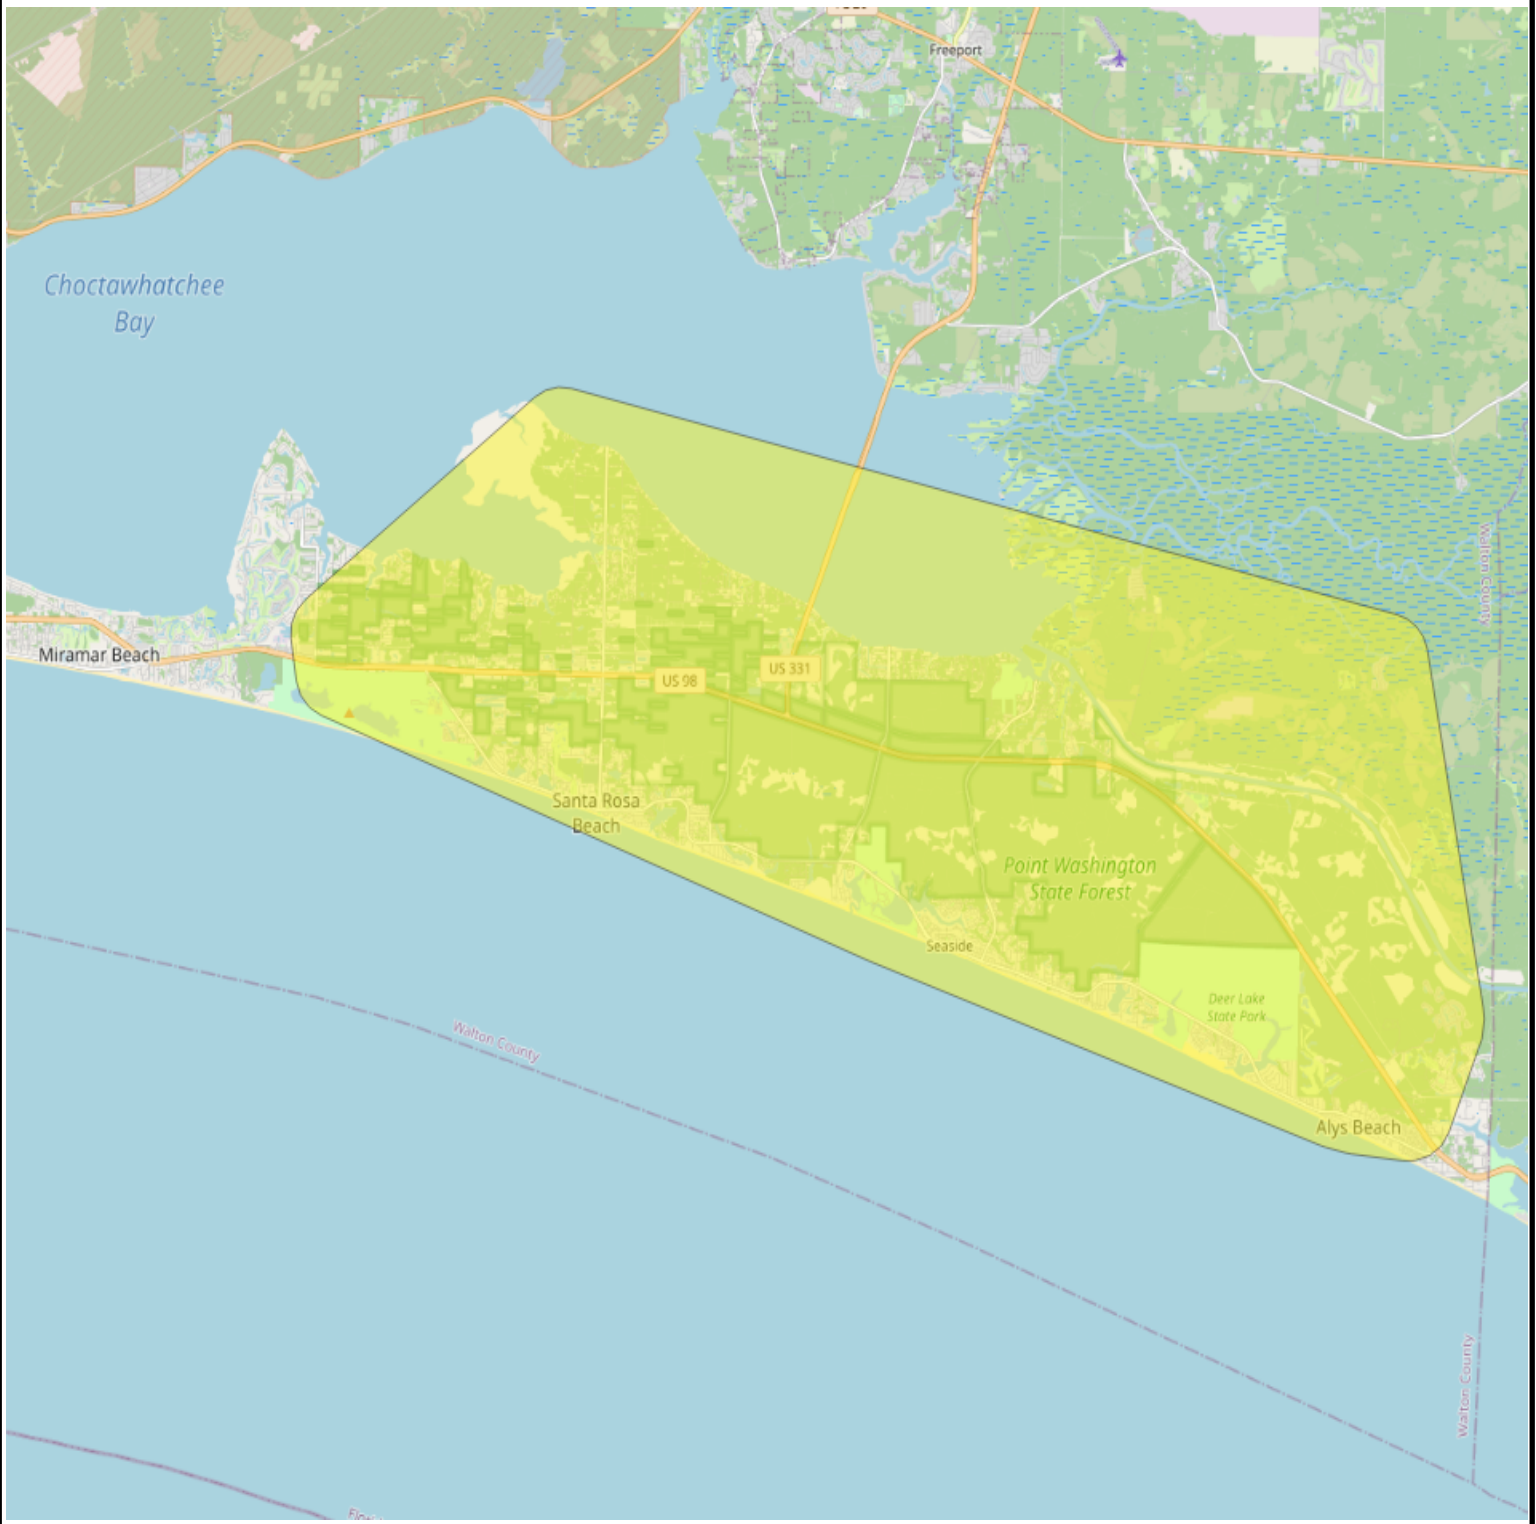 Freeport
Choctawhatchee
Bay
Walton County
Miramar Beach
US 331
US 98
Santa Rosa
Beach
Point Washington
State Forest
Seaside
Deer Lake
State Park
Walton County
Alys Beach
Walton County